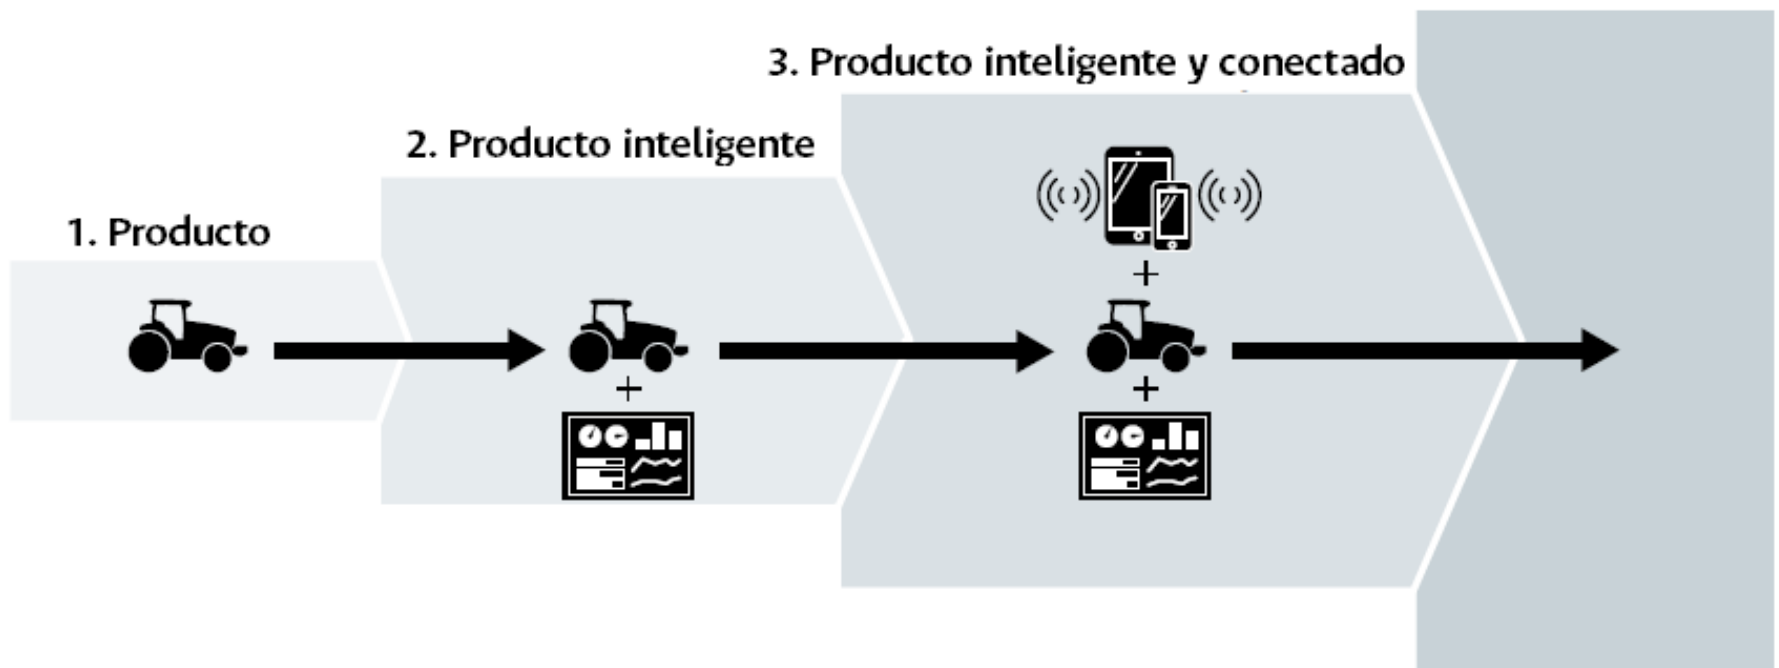 1. Producto
2. Producto inteligente
3. Producto inteligente y conectado